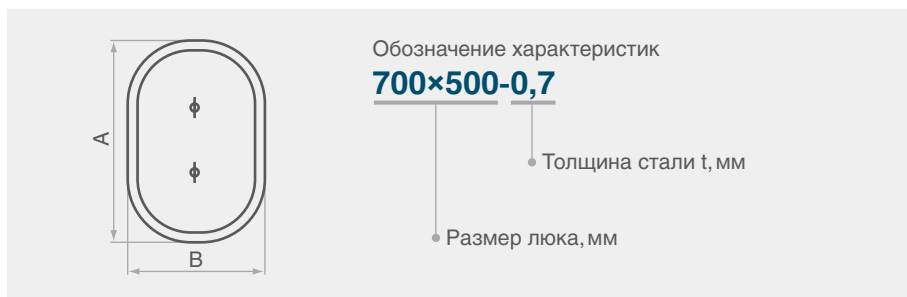 Обозначение характеристик
700×500-0,7
Толщина стали t, мм
Размер люка, мм
A
B